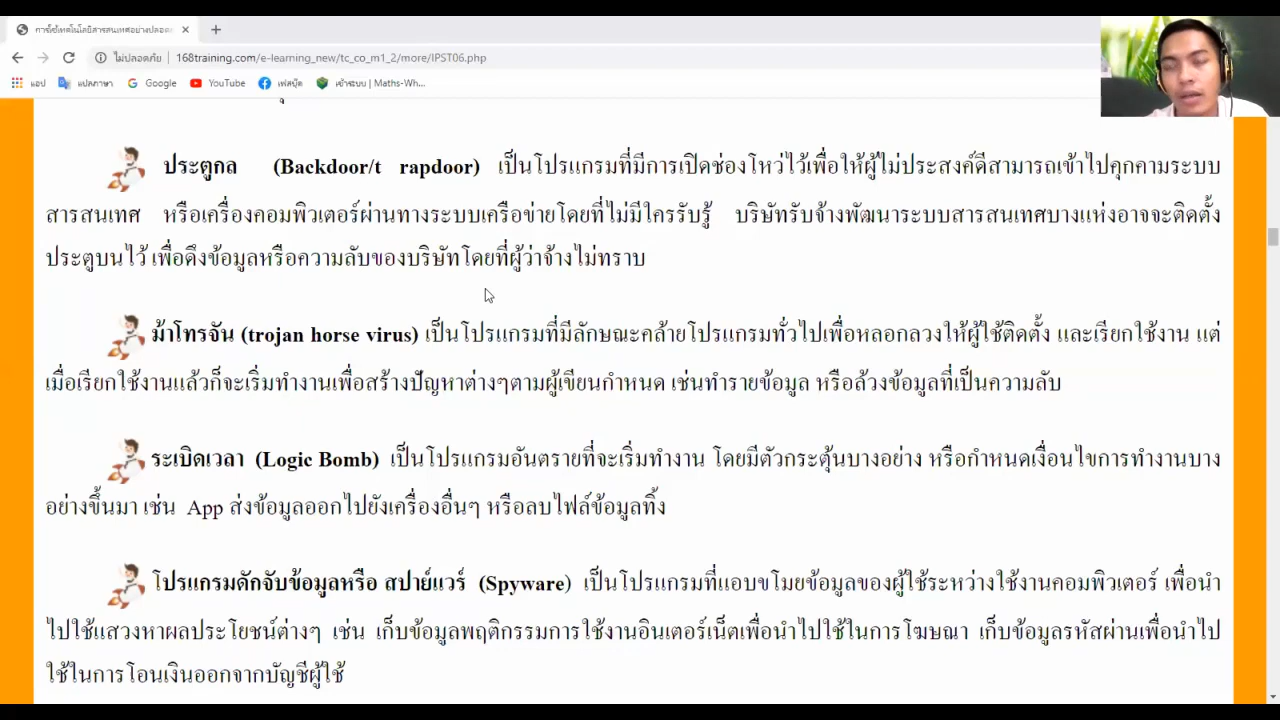 การใช้เทคโนโลยีสารสนเทศอย่างปลอดภ
ไม่ปลอดภัย | 168training.com/e-learning_new/tc_co_m1_2/more/IPST06.php
แอป แปลภาษา Google YouTube เฟสบุ๊ต เข้าระบบ | Maths-Wh...
ประตูกล (Backdoor/t rapdoor) เป็นโปรแกรมที่มีการเปิดช่องโหว่ไว้เพื่อให้ผู้ไม่ประสงค์ดีสามารถเข้าไปคุกคามระบบ
สารสนเทศ หรือเครื่องคอมพิวเตอร์ผ่านทางระบบเครือข่ายโดยที่ไม่มีใครรับรู้ บริษัทรับจ้างพัฒนาระบบสารสนเทศบางแห่งอาจจะติดตั้ง
ประตูบนไว้ เพื่อดึงข้อมูลหรือความลับของบริษัทโดยที่ผู้ว่าจ้างไม่ทราบ
ม้าโทรจัน (trojan horse virus) เป็นโปรแกรมที่มีลักษณะคล้ายโปรแกรมทั่วไปเพื่อหลอกลวงให้ผู้ใช้ติดตั้ง และเรียกใช้งาน แต่
เมื่อเรียกใช้งานแล้วก็จะเริ่มทำงานเพื่อสร้างปัญหาต่างๆตามผู้เขียนกำหนด เช่นทำรายข้อมูล หรือล้วงข้อมูลที่เป็นความลับ
ระเบิดเวลา (Logic Bomb) เป็นโปรแกรมอันตรายที่จะเริ่มทำงาน โดยมีตัวกระตุ้นบางอย่าง หรือกำหนดเงื่อนไขการทำงานบาง
อย่างขึ้นมา เช่น App ส่งข้อมูลออกไปยังเครื่องอื่นๆ หรือลบไฟล์ข้อมูลทิ้ง
โปรแกรมดักจับข้อมูลหรือ สปาย์แวร์ (Spyware) เป็นโปรแกรมที่แอบขโมยข้อมูลของผู้ใช้ระหว่างใช้งานคอมพิวเตอร์ เพื่อนำ
ไปใช้แสวงหาผลประโยชน์ต่างๆ เช่น เก็บข้อมูลพฤติกรรมการใช้งานอินเตอร์เน็ตเพื่อนำไปใช้ในการโฆษณา เก็บข้อมูลรหัสผ่านเพื่อนำไป
ใช้ในการโอนเงินออกจากบัญชีผู้ใช้